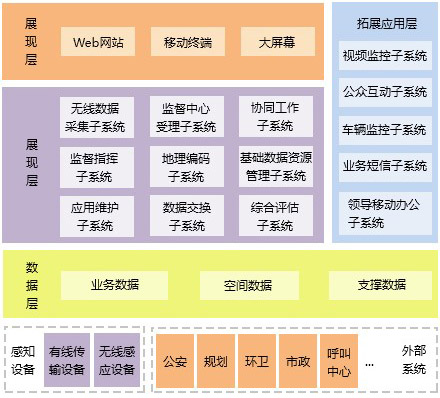 展
现
层
Web网站
移动终端
大屏幕
展
现
层
无线数据
采集子系统
监督中心
受理子系统
协同工作
子系统
监督指挥
子系统
地理编码
子系统
基础数据资源
管理子系统
应用维护
子系统
数据交换
子系统
综合评估
子系统
拓展应用层
视频监控子系统
公众互动子系统
车辆监控子系统
业务短信子系统
领导移动办公
子系统
数
据
层
业务数据
空间数据
支撑数据
感知
设备
有线传
输设备
无线感
应设备
公安
规划
环卫
市政
呼叫
中心
...
外部
系统